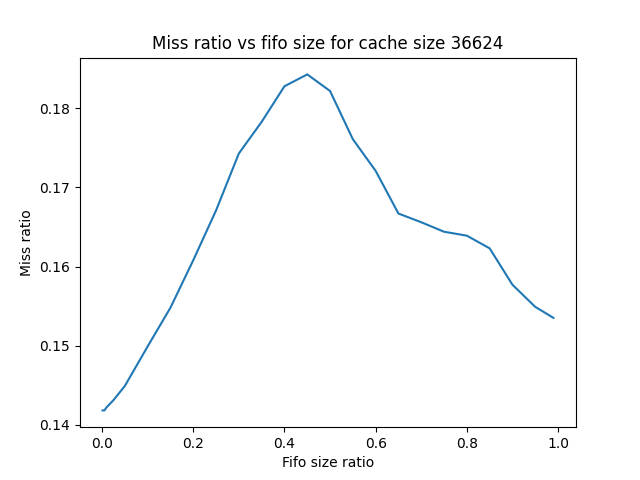 Miss ratio vs fifo size for cache size 36624
Miss ratio
0.18
0.17
0.16
0.15
0.14
0.0 0.2 0.4 0.6 0.8 1.0
Fifo size ratio